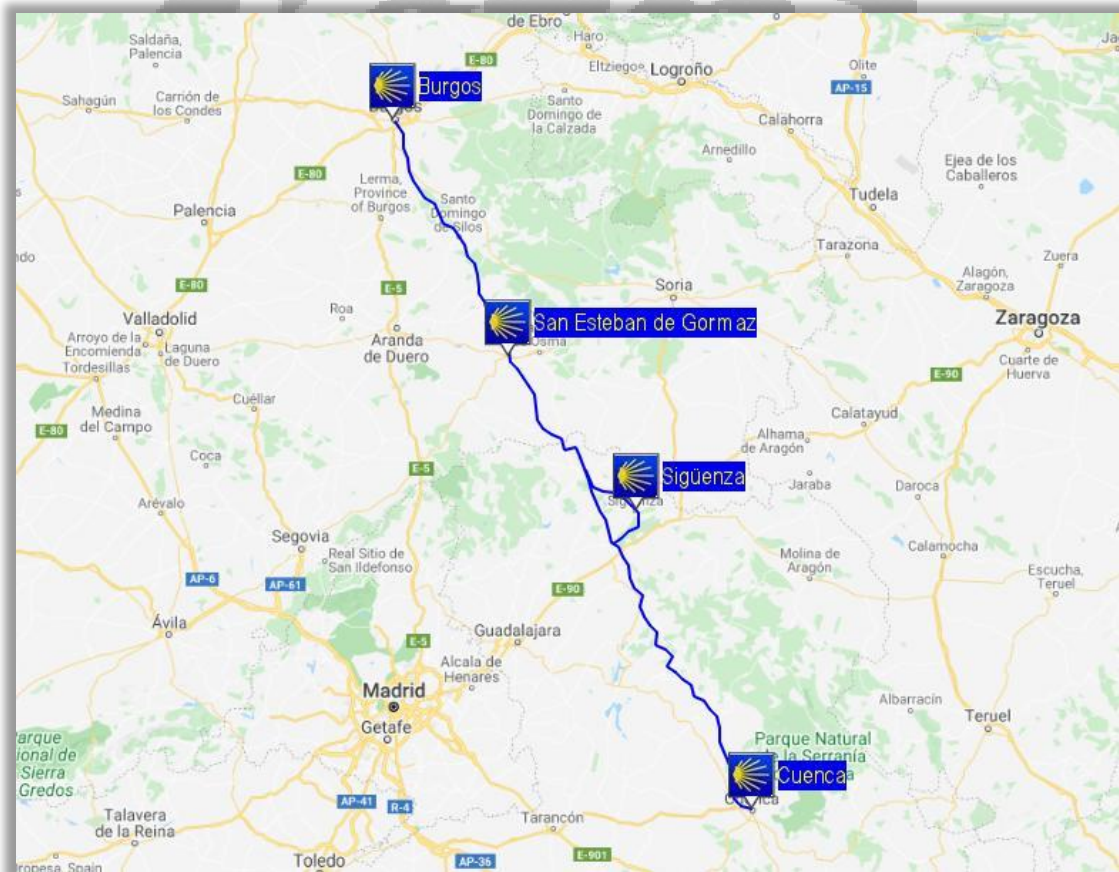 de Ebro
Saldaña,
Palencia
Haro
E-80
Eltziego
Logroño
Olite
AP-15
Burgos
Sahagún
Carrión de
los Condes
Santo
Domingo de
la Calzada
Calahorra
Arnedillo
Ejea de los
Caballeros
E-80
Lerma,
Province
of Burgos
Santo
Domingo
de Silos
Tudela
Palencia
Tarazona
Zuera
E-80
E-5
Soria
Alagón,
Zaragoza
Roa
Valladolid
San Esteban de Gormaz
Zaragoza
Arroyo de la
Encomienda
Laguna
de Duero
Tordesillas
Aranda
de Duero
Osma
Cuarte de
Huerva
E-90
Cuéllar
Medina
del Campo
E-80
Calatayud
Alhama
de Aragón
Coca
E-5
Sigüenza
Jaraba
Daroca
Arévalo
Segovia
Real Sitio de
San Ildefonso
Molina de
Aragón
Calamocha
AP-6
AP-61
E-90
Escucha,
Teruel
Ávila
E-5
Guadalajara
Alcala de
Henares
Madrid
Getafe
Albarracín
Teruel
Parque Natural
de la Serranía
Sierra
Gredos
Cuenca
AP-41
R-4
Tarancón
Talavera
de la Reina
E-901
Toledo
AP-36
Spain